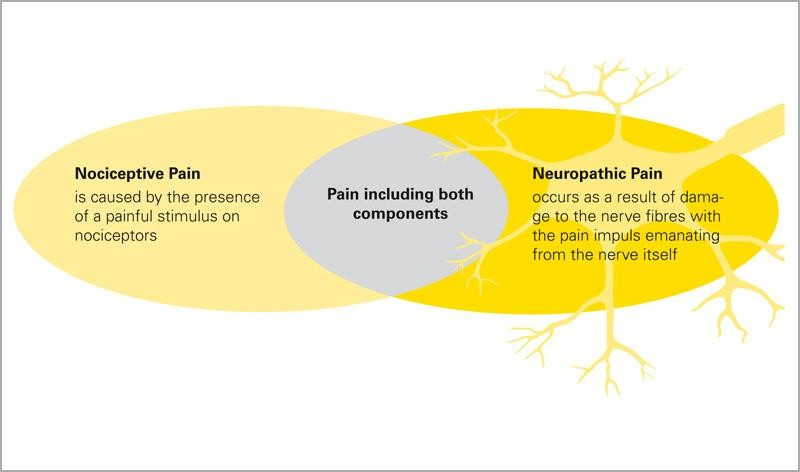 Nociceptive Pain
is caused by the presence
of a painful stimulus on
nociceptors
Pain including both
components
Neuropathic Pain
occurs as a result of dama-
ge to the nerve fibres with
the pain impuls emanating
from the nerve itself